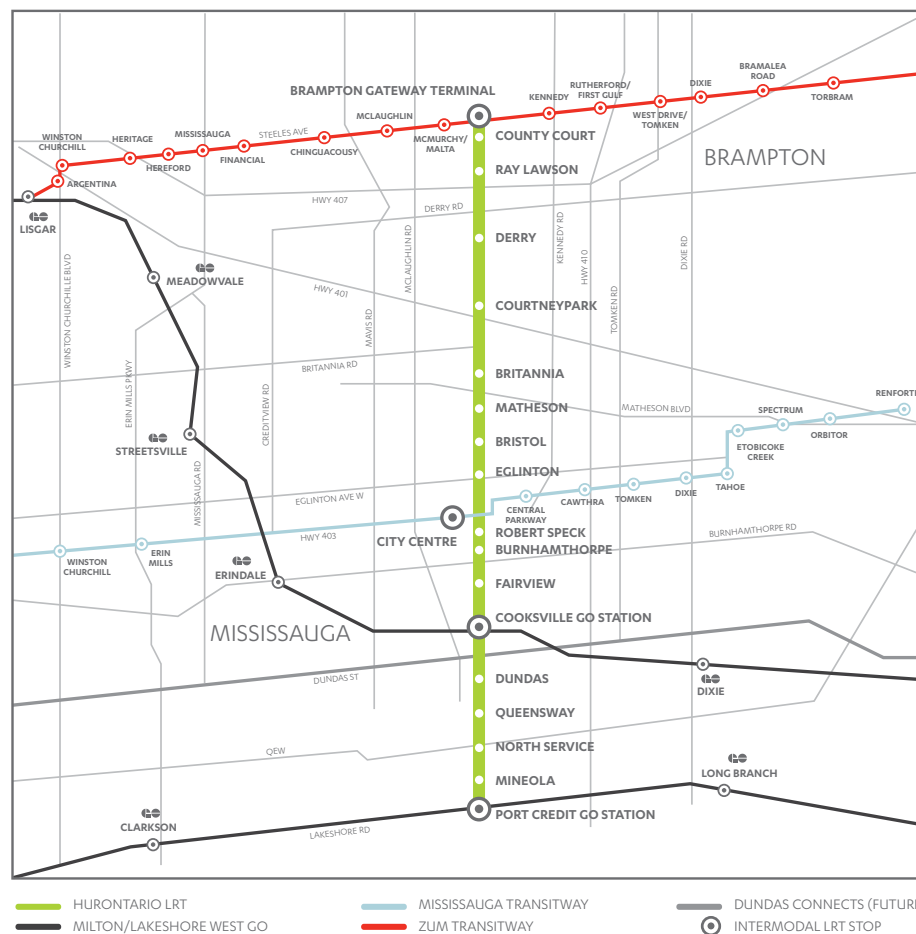 BRAMPTON GATEWAY TERMINAL
BRAMALEA
ROAD
DIXIE
RUTHERFORD/
FIRST GULF
KENNEDY
TORBRAM
WEST DRIVE/
TOMKEN
MCLAUGHLIN
MCMURCHY/
MALTA
CHINGUACOUSY
STEELES AVE
FINANCIAL
MISSISSAUGA
HEREFORD
HERITAGE
WINSTON
CHURCHILL
ARGENTINA
LISGAR
COUNTY COURT
BRAMPTON
RAY LAWSON
HWY 407
DERRY RD
DERRY
KENNEDY RD
HWY 410
DIXIE RD
TOMKEN RD
MCLAUGHLIN RD
MAVIS RD
WINSTON CHURCHILLE BLVD
MEADOWVALE
HWY 401
COURTNEYPARK
BRITANNIA RD
BRITANNIA
ERIN MILLS PKWY
CREDITVIEW RD
MISSISSAUGA RD
MATHESON
MATHESON BLVD
RENFORTH
SPECTRUM
ORBITOR
ETOBICOKE
CREEK
BRISTOL
STREETSVILLE
EGLINTON
TAHOE
DIXIE
TOMKEN
CAWTHRA
CENTRAL
PARKWAY
EGLINTON AVE W
HWY 403
CITY CENTRE
ROBERT SPECK
BURNHAMTHORPE
BURNHAMTHORPE RD
WINSTON
CHURCHILL
ERIN
MILLS
ERINDALE
FAIRVIEW
COOKSVILLE GO STATION
MISSISSAUGA
DUNDAS ST
DUNDAS
DIXIE
QUEENSWAY
QEW
NORTH SERVICE
LONG BRANCH
MINEOLA
PORT CREDIT GO STATION
CLARKSON
LAKESHORE RD
HURONTARIO LRT
MISSISSAUGA TRANSITWAY
DUNDAS CONNECTS (FUTURE
MILTON/LAKESHORE WEST GO
ZUM TRANSITWAY
INTERMODAL LRT STOP